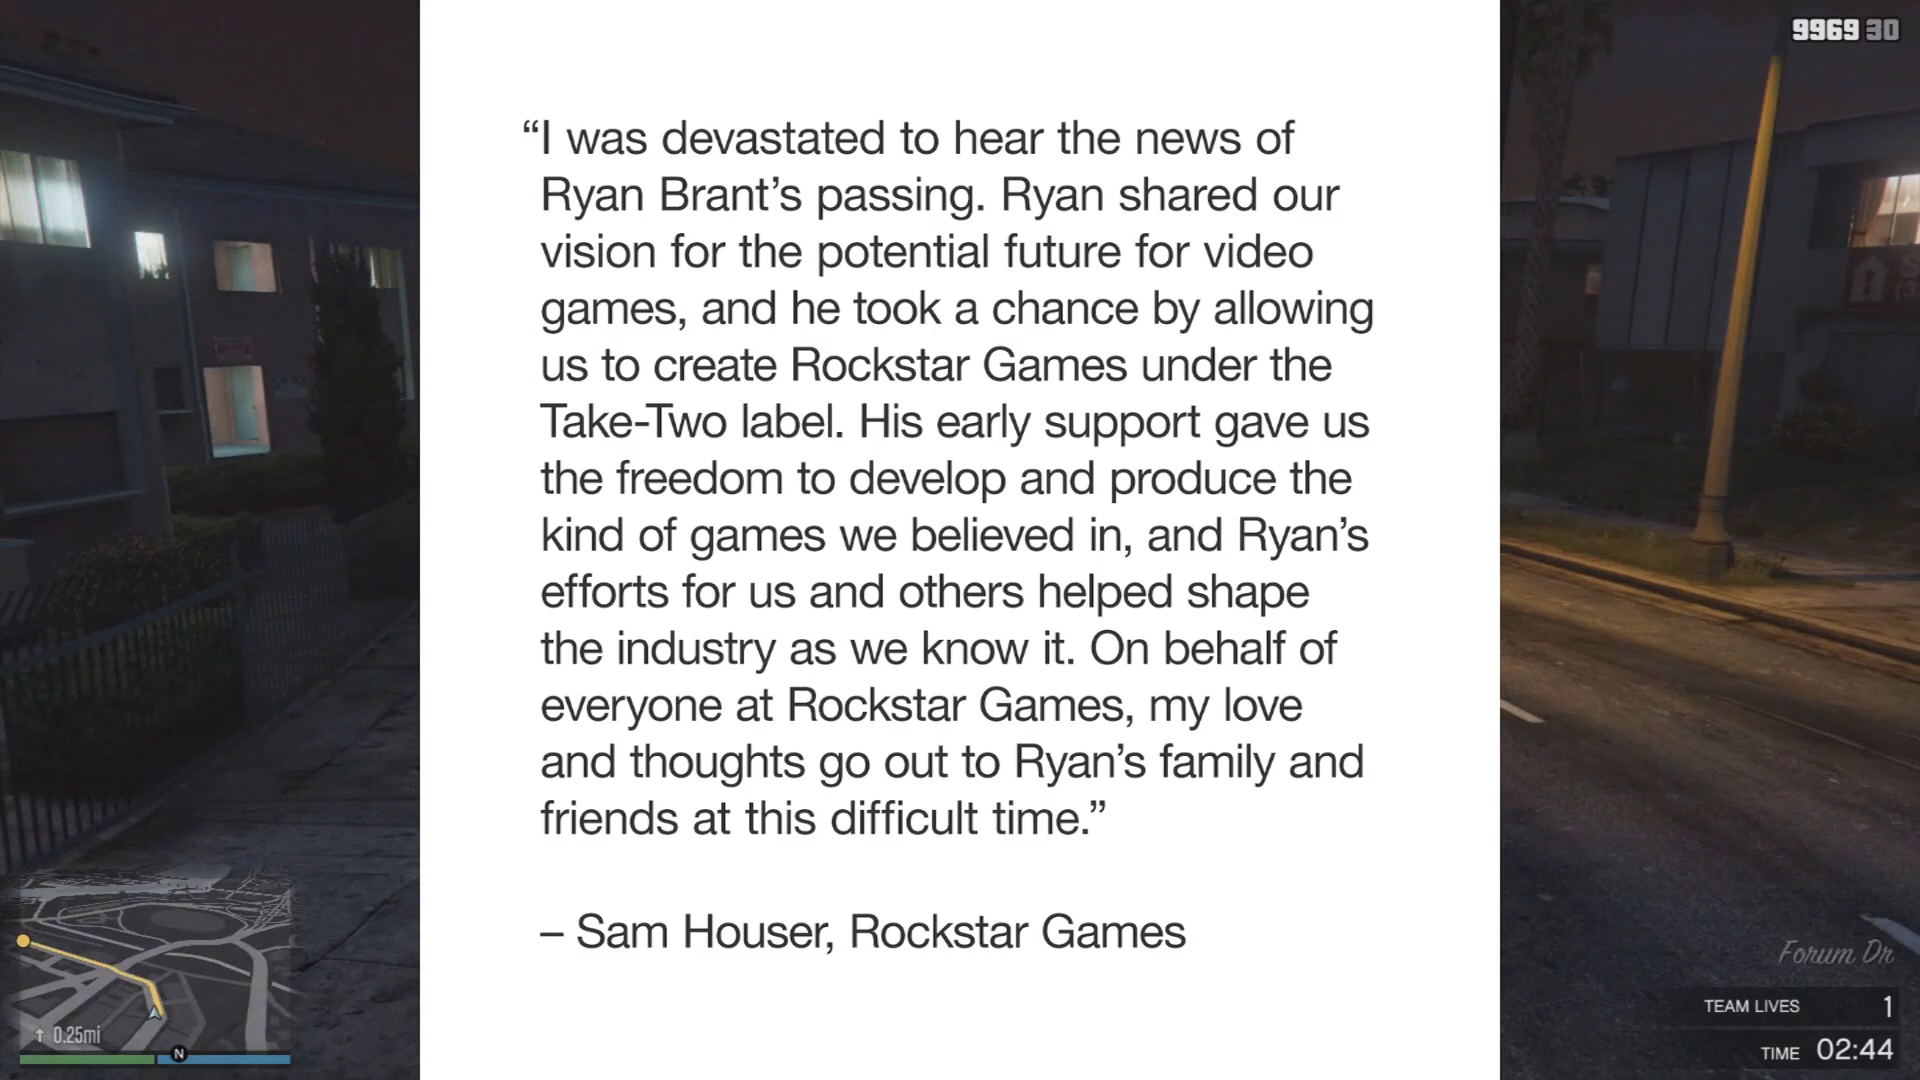 9969 30
“I was devastated to hear the news of
Ryan Brant’s passing. Ryan shared our
vision for the potential future for video
games, and he took a chance by allowing
us to create Rockstar Games under the
Take-Two label. His early support gave us
the freedom to develop and produce the
kind of games we believed in, and Ryan’s
efforts for us and others helped shape
the industry as we know it. On behalf of
everyone at Rockstar Games, my love
and thoughts go out to Ryan’s family and
friends at this difficult time.”
– Sam Houser, Rockstar Games
Forum Dr
TEAM LIVES 1
TIME 02:44
0.25mi
N